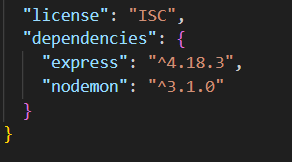 "license": "ISC",
"dependencies": {
"express": "^4.18.3",
"nodemon": "^3.1.0"
}
}